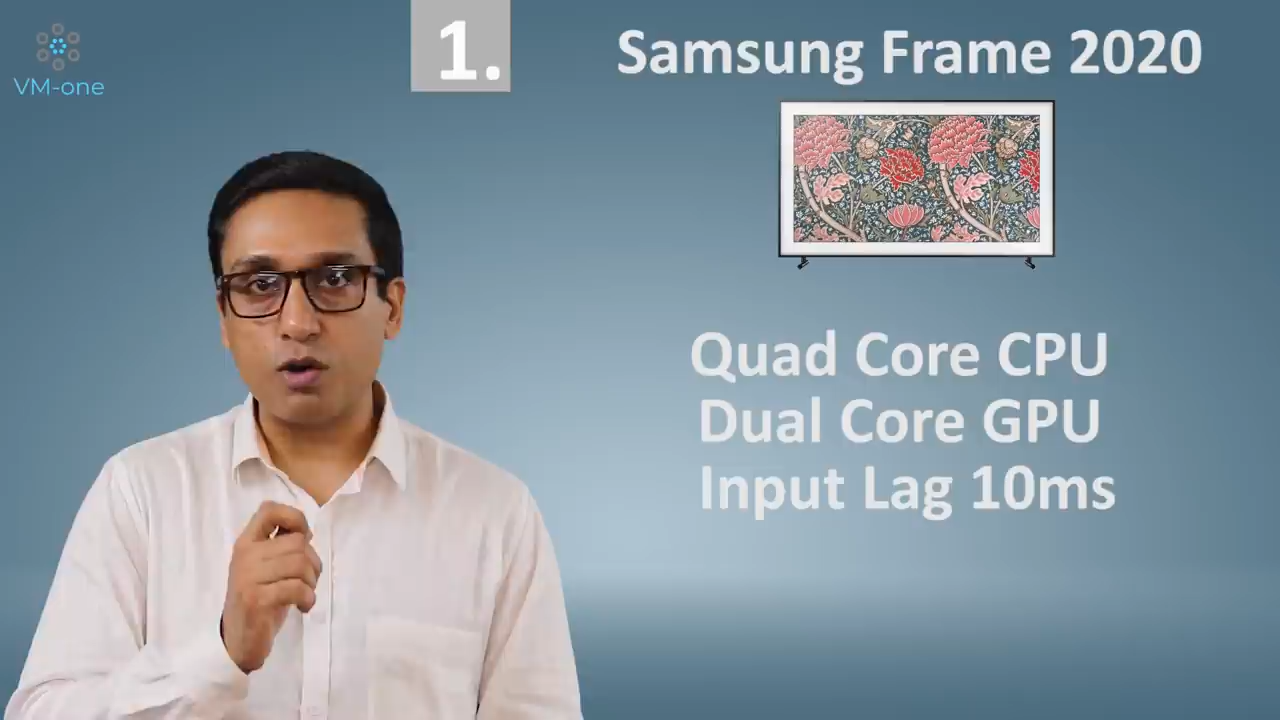 VM-one
1.
Samsung Frame 2020
Quad Core CPU
Dual Core GPU
Input Lag 10ms